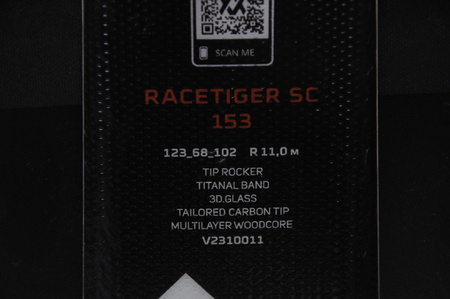 SCAN ME
RACETIGER SC
153
123_68_102 R 11,0 M
TIP ROCKER
TITANAL BAND
3D.GLASS
TAILORED CARBON TIP
MULTILAYER WOODCORE
V2310011